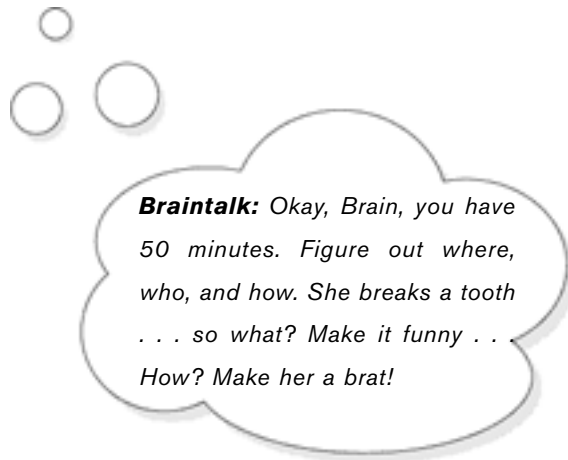 Braintalk: Okay, Brain, you have
50 minutes. Figure out where,
who, and how. She breaks a tooth
. . . so what? Make it funny . . .
How? Make her a brat!